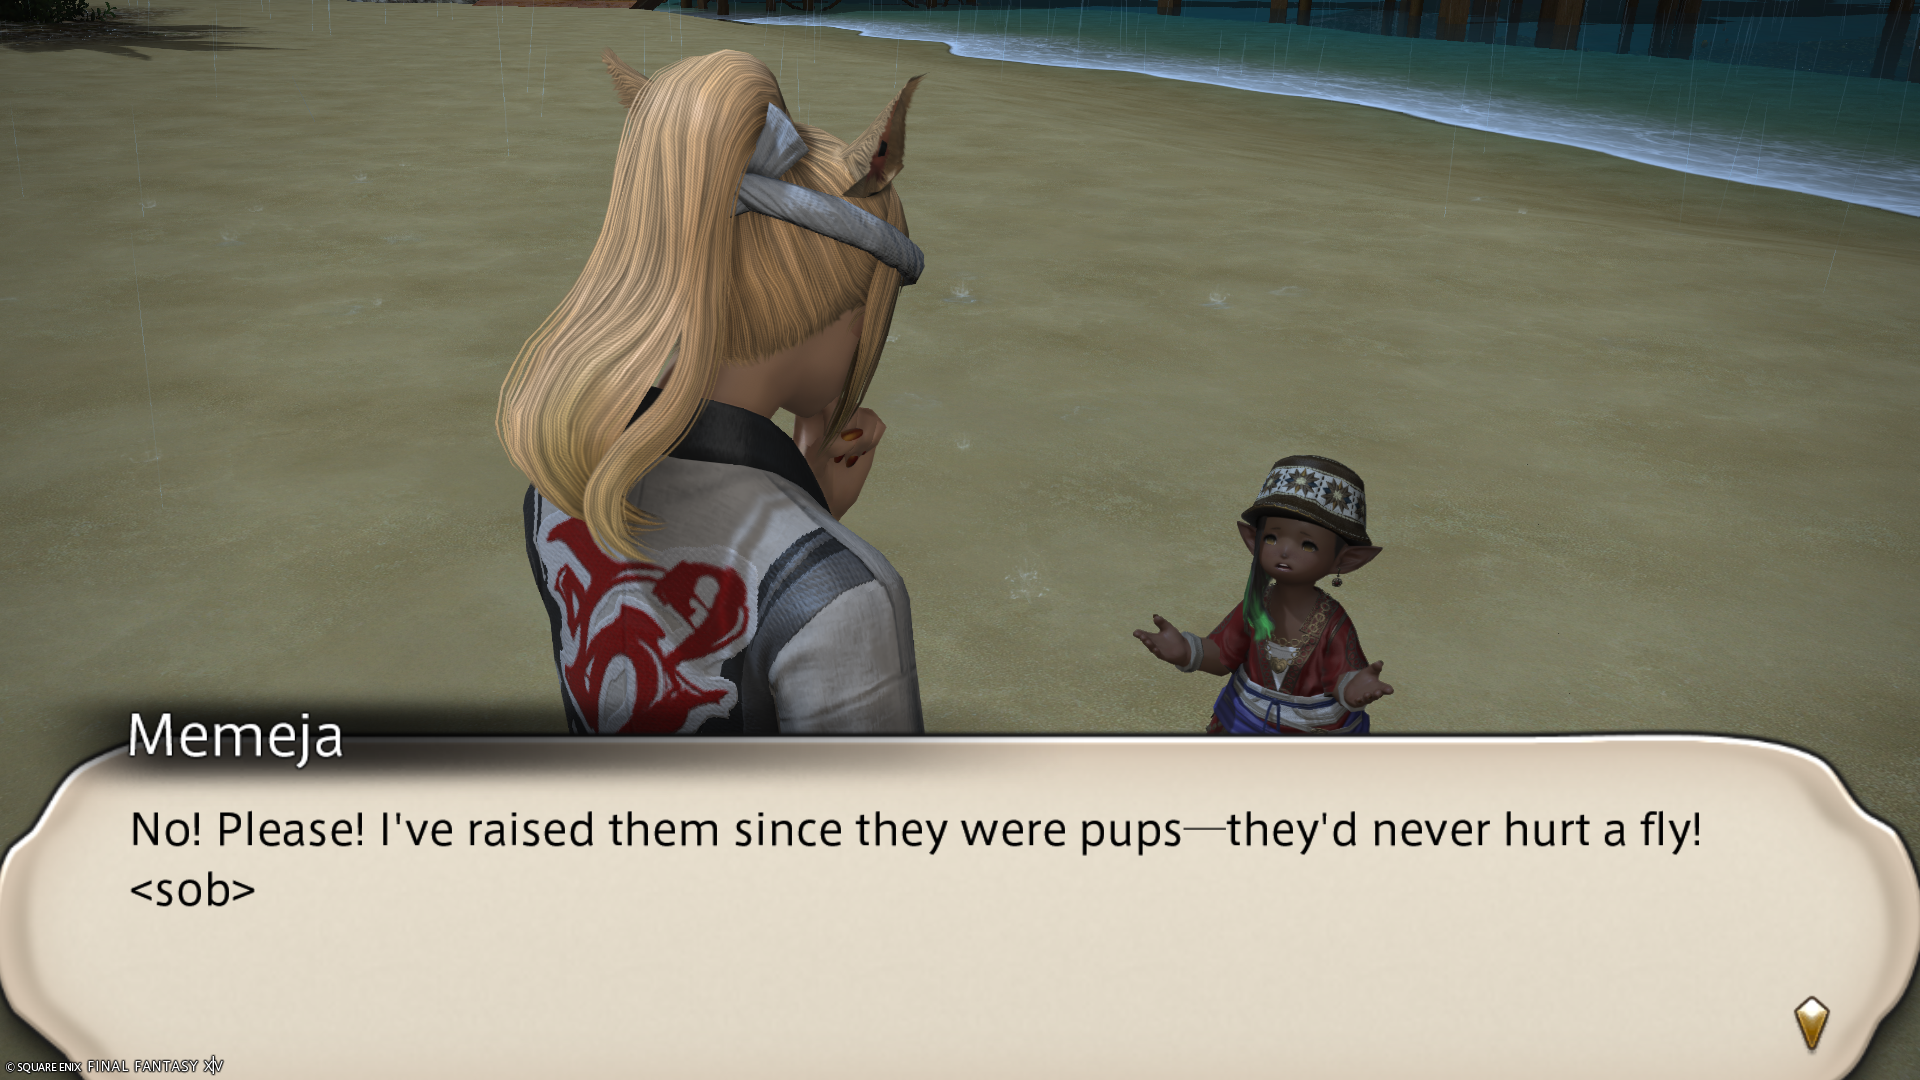 Memeja
No! Please! I've raised them since they were pups—they'd never hurt a fly!
<sob>
© SQUARE ENIX FINAL FANTASY XIV